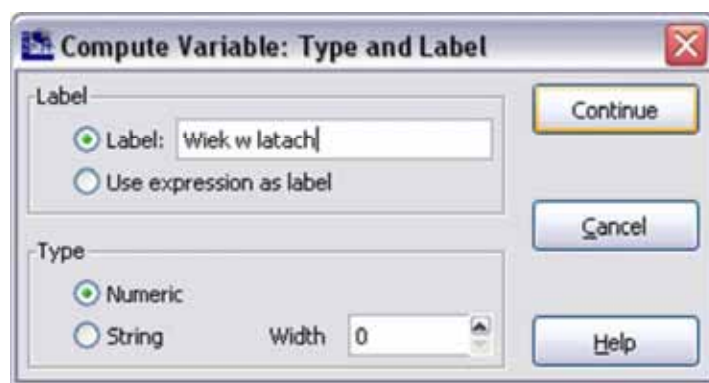 Compute Variable: Type and Label
Label
Label: Wiek w latach
Use expression as label
Type
Numeric
String Width 0
Continue
Cancel
Help